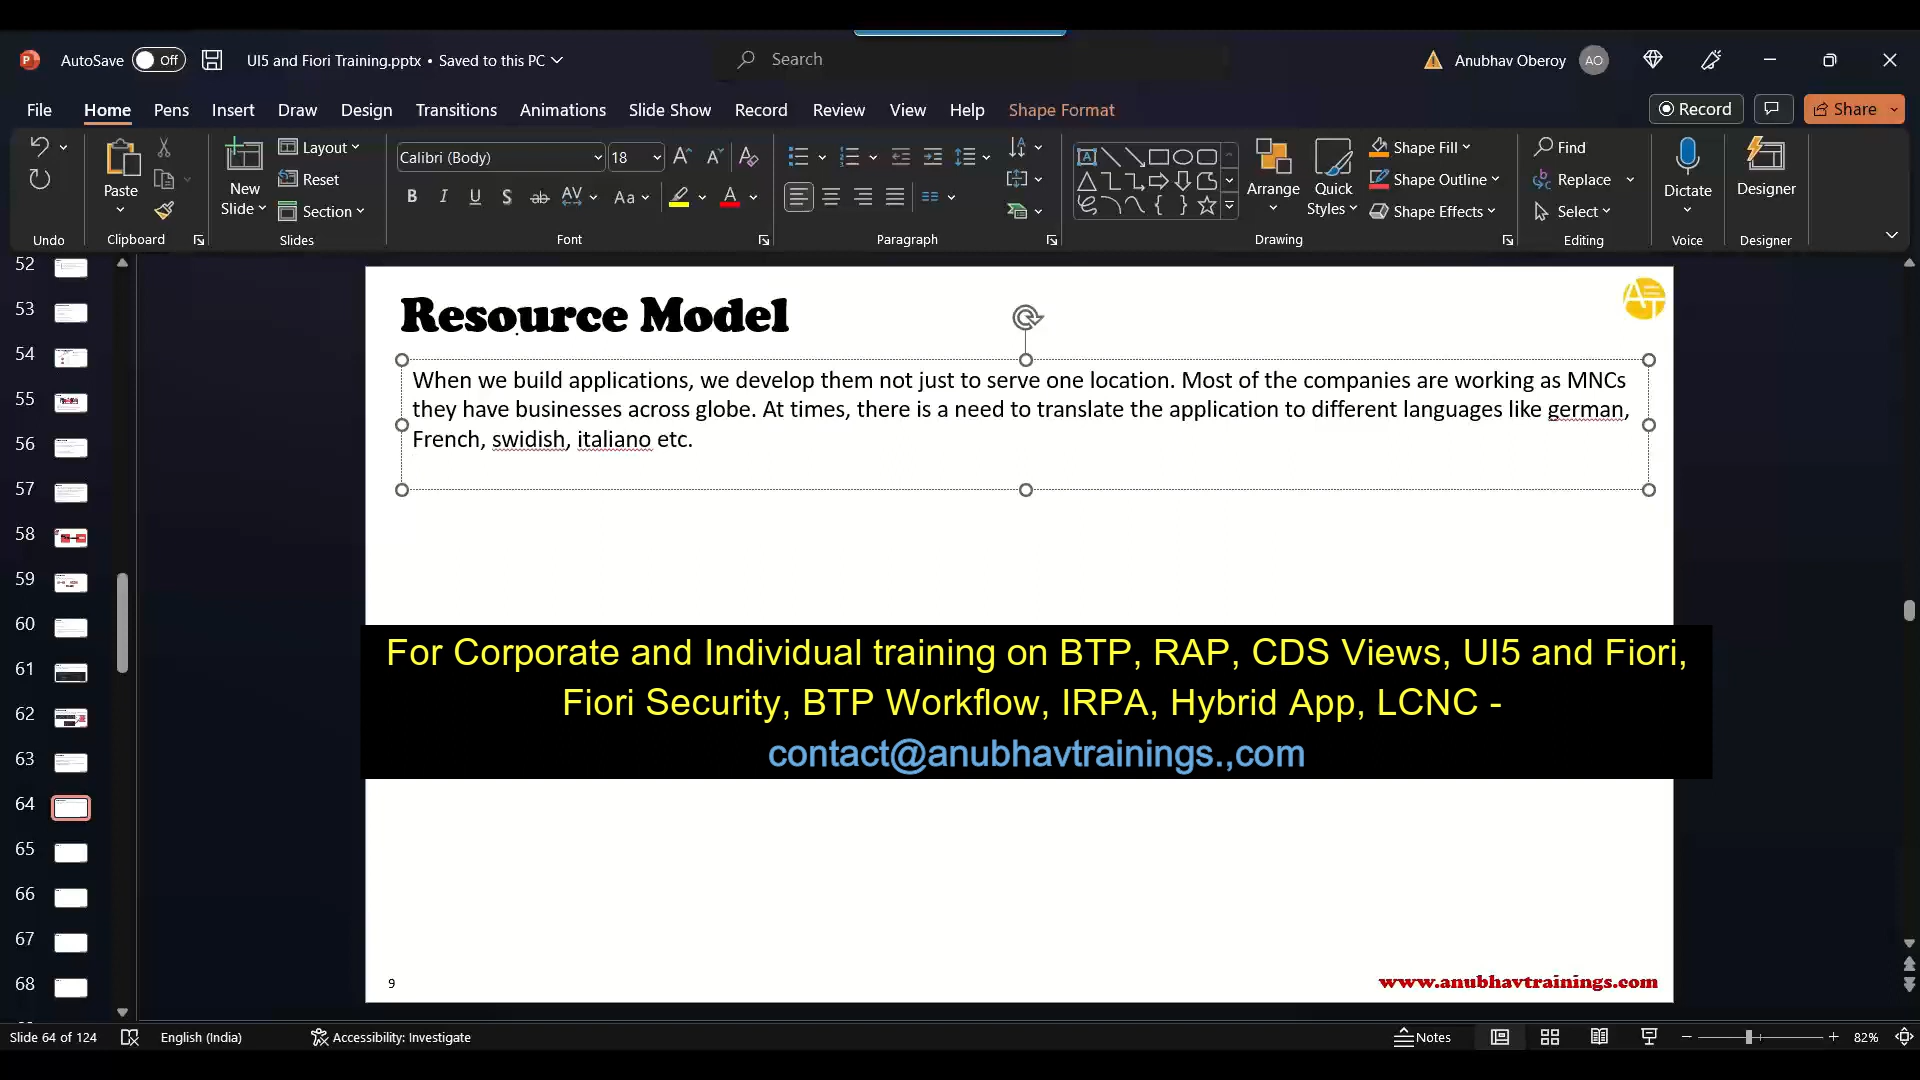 AutoSave Off UI5 and Fiori Training.pptx • Saved to this PC Search Anubhav Oberoy AO
File Home Pens Insert Draw Design Transitions Animations Slide Show Record Review View Help Shape Format Record Share
Paste
New
Slide
Layout
Reset
Section
Calibri (Body) 18
Arrange
Quick
Styles
Shape Fill
Shape Outline
Shape Effects
Find
Replace
Select
Dictate
Designer
Undo Clipboard Slides Font Paragraph Drawing Editing Voice Designer
52
53
54
55
56
57
58
59
60
61
62
63
64
65
66
67
68
Resource Model
AT
When we build applications, we develop them not just to serve one location. Most of the companies are working as MNCs
they have businesses across globe. At times, there is a need to translate the application to different languages like german,
French, swidish, italiano etc.
For Corporate and Individual training on BTP, RAP, CDS Views, UI5 and Fiori,
Fiori Security, BTP Workflow, IRPA, Hybrid App, LCNC -
contact@anubhavtrainings.,com
9
www.anubhavtrainings.com
Slide 64 of 124 English (India) Accessibility: Investigate Notes 82%